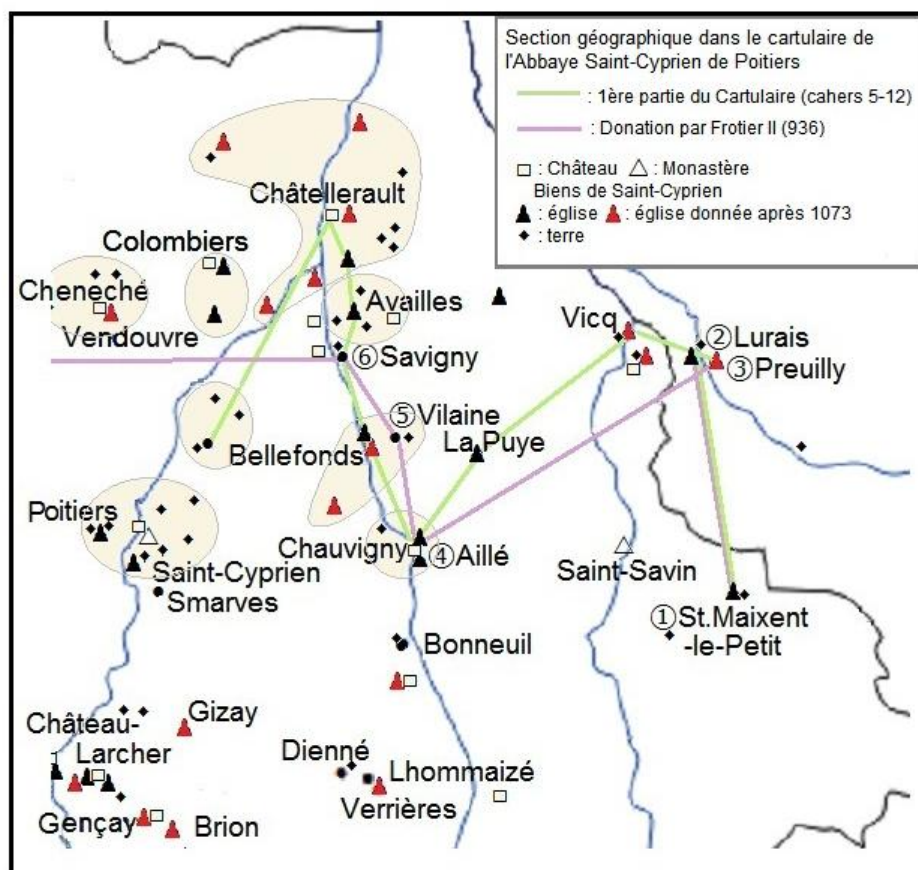 Section géographique dans le cartulaire de
l'Abbaye Saint-Cyprien de Poitiers
: 1ère partie du Cartulaire (cahers 5-12)
: Donation par Frotier II (936)
□ : Château △ : Monastère
Biens de Saint-Cyprien
▲ : église ▲ : église donnée après 1073
◆ : terre
Châtellerault
Colombiers
Cheneché
Vendouvre
Availles
Vicq
② Lurais
③ Preuilly
⑥ Savigny
⑤ Vilaine
La Puye
Bellefonds
Poitiers
Chauvigny
④ Aillé
Saint-Cyprien
Smarves
Saint-Savin
① St.Maixent
-le-Petit
Bonneuil
Gizay
Château-
Larcher
Dienné
Lhommaizé
Verrières
Gençay
Brion